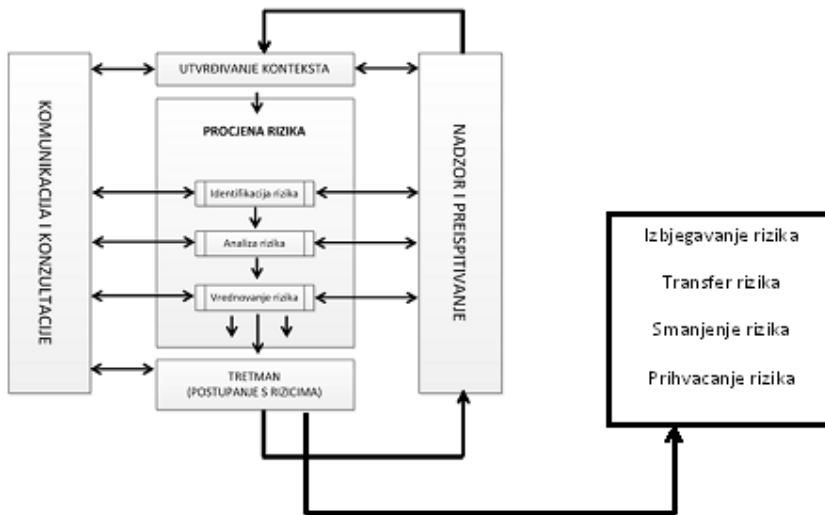 UTVRĐIVANJE KONTEKSTA
KOMUNIKACIJA I KONZULTACIJE
PROCJENA RIZIKA
Identifikacija rizika
Analiza rizika
Vrednovanje rizika
TRETMAN
(POSTUPANJE S RIZICIMA)
NADZOR I PREISPITIVANJE
Izbjegavanje rizika
Transfer rizika
Smanjenje rizika
Prihvacanje rizika